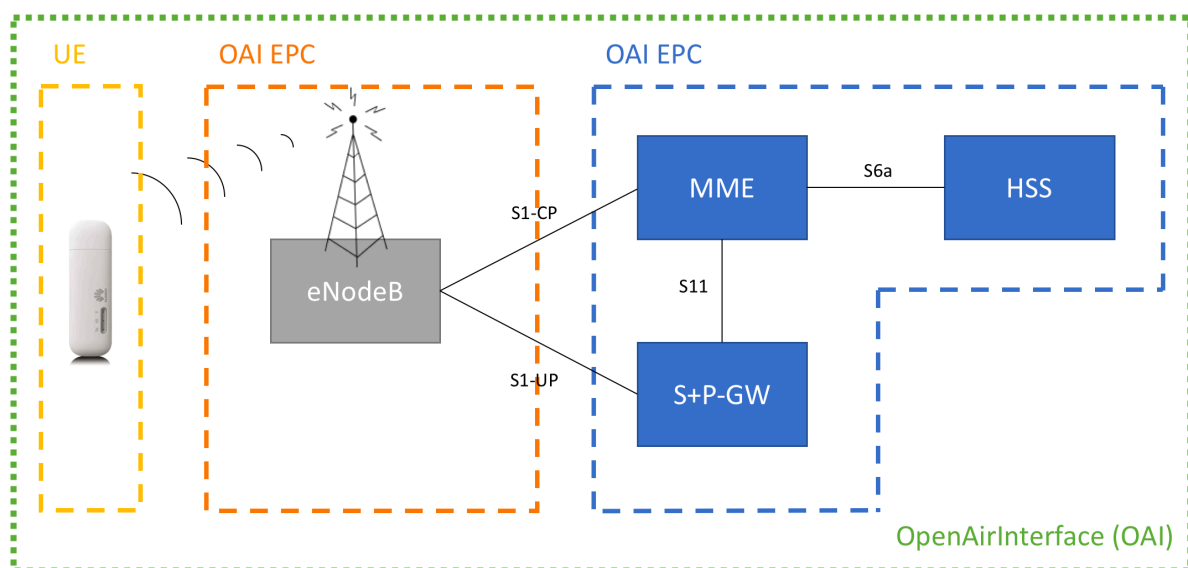 UE
OAI EPC
OAI EPC
MME
S6a
HSS
S1-CP
S11
eNodeB
S1-UP
S+P-GW
OpenAirInterface (OAI)